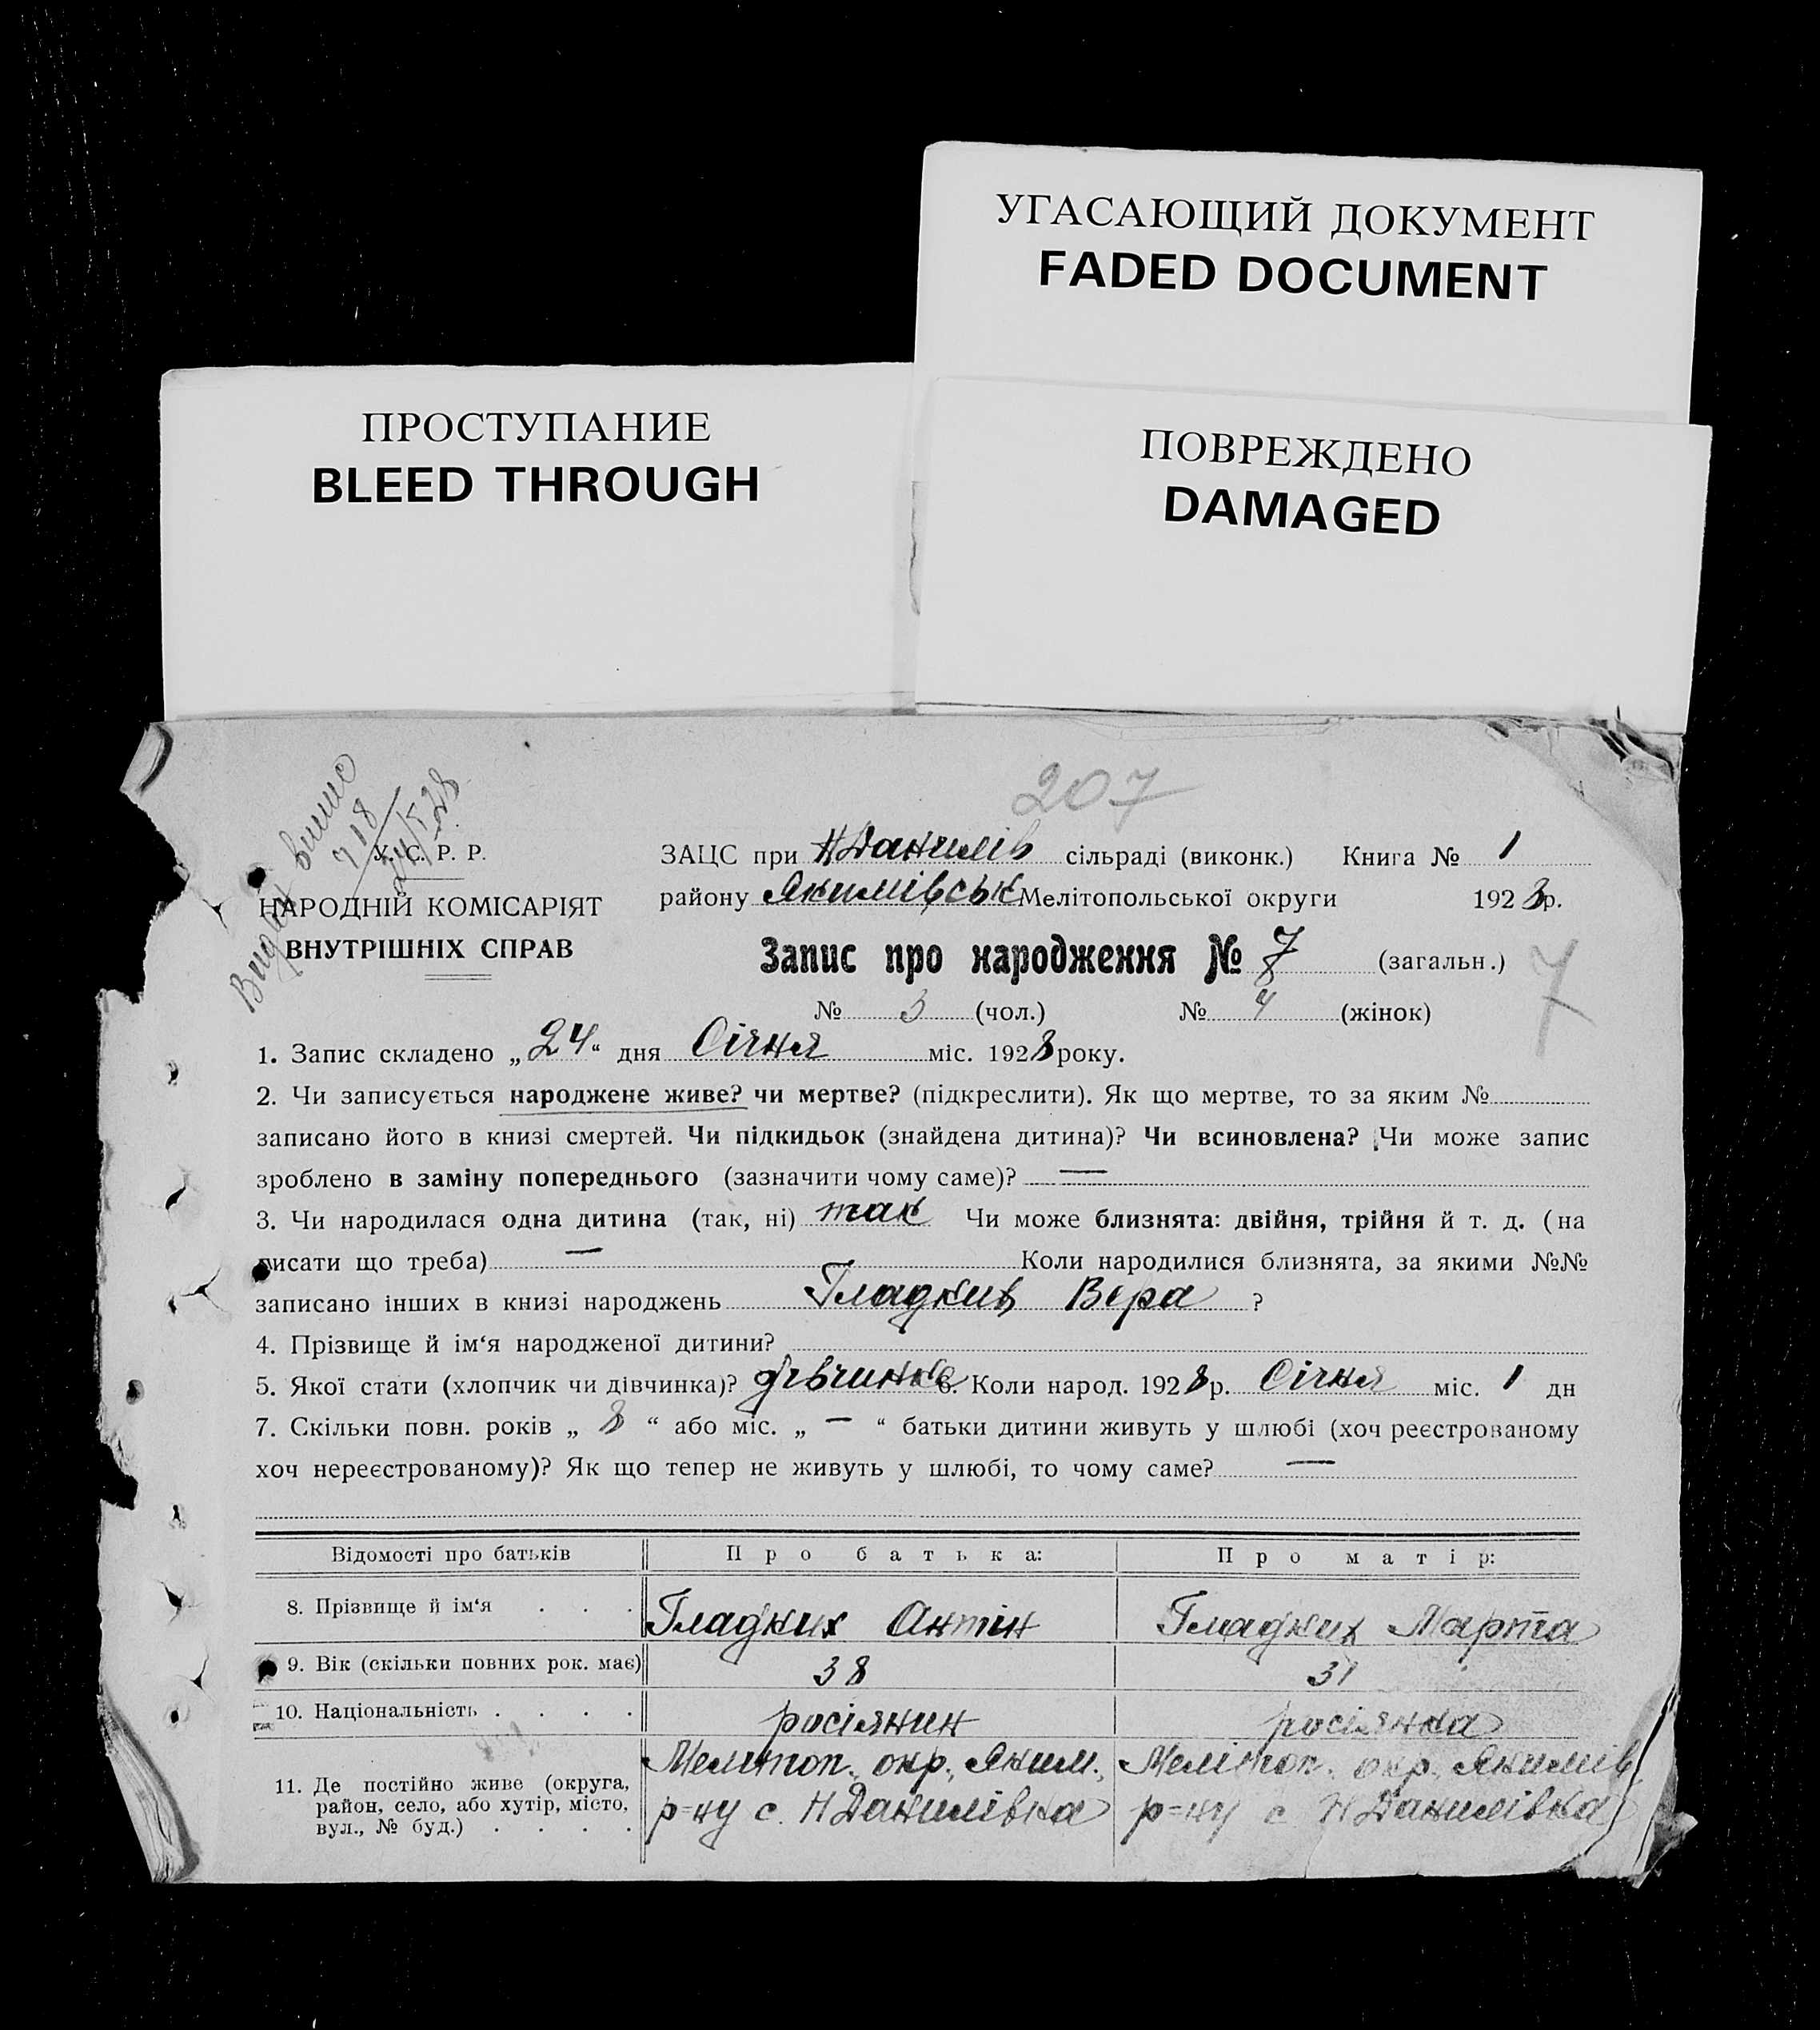 УГАСАЮЩИЙ ДОКУМЕНТ
FADED DOCUMENT
ПРОСТУПАНИЕ
BLEED THROUGH
ПОВРЕЖДЕНО
DAMAGED
207
718
24/5 28
У. С. Р. Р.
НАРОДНІЙ КОМІСАРІЯТ
ВНУТРІШНІХ СПРАВ
ЗАЦС при Н Данилів сільраді (виконк.) Книга № 1
району Якимівськ Мелітопольської округи 1928 р.
Запис про народження № 7 (загальн.)
7
№ 3 (чол.) № 4 (жінок)
1. Запис складено „24“ дня Січня міс. 1928 року.
2. Чи записується народжене живе? чи мертве? (підкреслити). Як що мертве, то за яким №
записано його в книзі смертей. Чи підкидьок (знайдена дитина)? Чи всиновлена? Чи може запис
зроблено в заміну попереднього (зазначити чому саме)? —
3. Чи народилася одна дитина (так, ні) так Чи може близнята: двійня, трійня й т. д. (на
писати що треба) — Коли народилися близнята, за якими №№
записано інших в книзі народжень Гладких Вера ?
4. Прізвище й ім‘я народженої дитини?
5. Якої стати (хлопчик чи дівчинка)? дівчинка 6. Коли народ. 1928 р. Січня міс. 1 дн
7. Скільки повн. років „ 8 “ або міс. „ — “ батьки дитини живуть у шлюбі (хоч реєстрованому
хоч нереєстрованому)? Як що тепер не живуть у шлюбі, то чому саме? —
Відомості про батьків Про батька: Про матір:
8. Прізвище й ім‘я . . . Гладких Антін Гладких Марта
9. Вік (скільки повних рок. має) 38 31
10. Національність . . . . росіянин росіянка
11. Де постійно живе (округа, район, село, або хутір, місто, вул., № буд.) . . . .
Мелитоп. окр., Яким., р=ну с. Н Данилівка
Меліпоп. окр. Якимів. р=ну с Н Данилівка